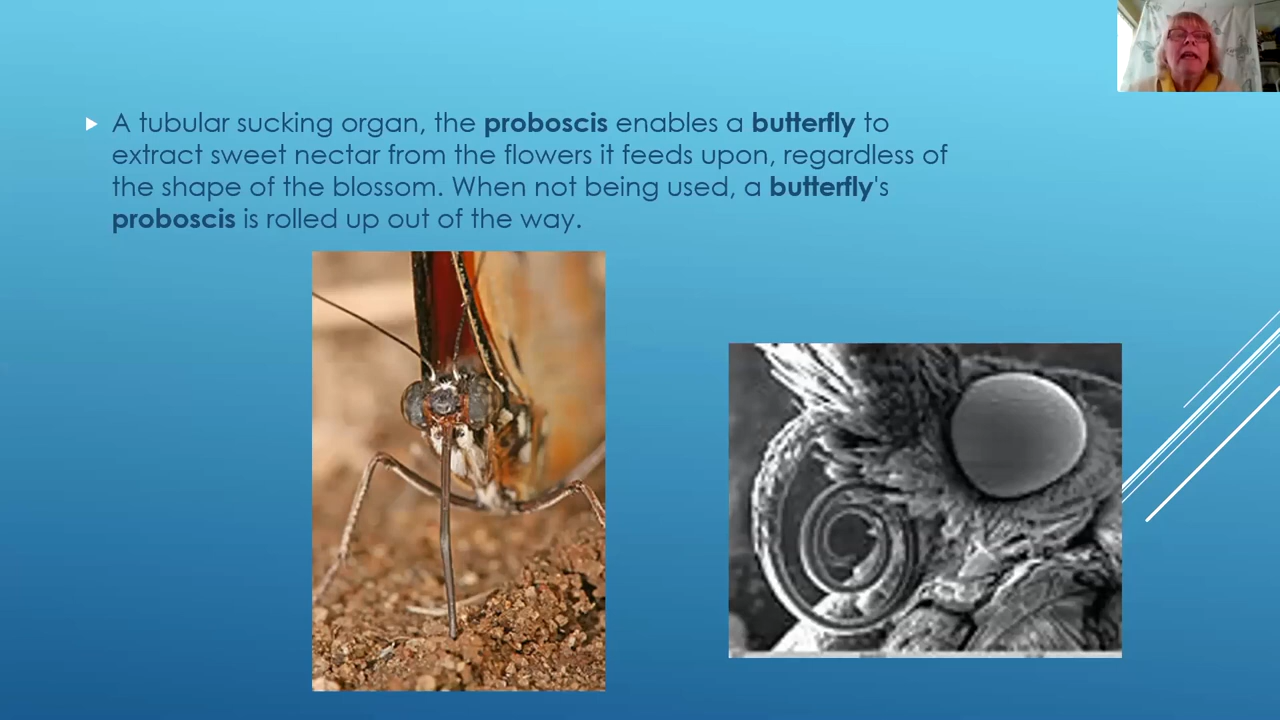 A tubular sucking organ, the proboscis enables a butterfly to
extract sweet nectar from the flowers it feeds upon, regardless of
the shape of the blossom. When not being used, a butterfly's
proboscis is rolled up out of the way.